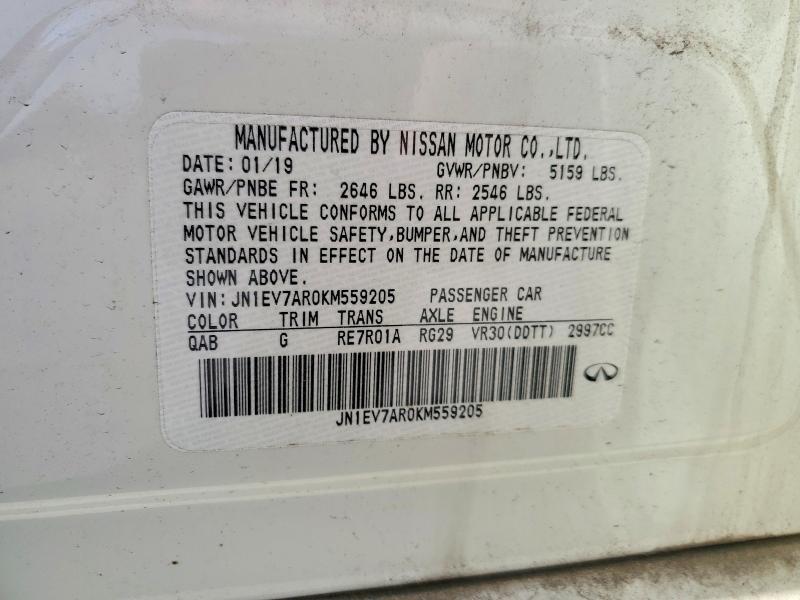 MANUFACTURED BY NISSAN MOTOR CO.,LTD.
DATE: 01/19 GVWR/PNBV: 5159 LBS.
GAWR/PNBE FR: 2646 LBS. RR: 2546 LBS.
THIS VEHICLE CONFORMS TO ALL APPLICABLE FEDERAL
MOTOR VEHICLE SAFETY,BUMPER,AND THEFT PREVENTION
STANDARDS IN EFFECT ON THE DATE OF MANUFACTURE
SHOWN ABOVE.
VIN:JN1EV7AR0KM559205 PASSENGER CAR
COLOR TRIM TRANS AXLE ENGINE
QAB G RE7R01A RG29 VR30(DDTT) 2997CC
JN1EV7AR0KM559205